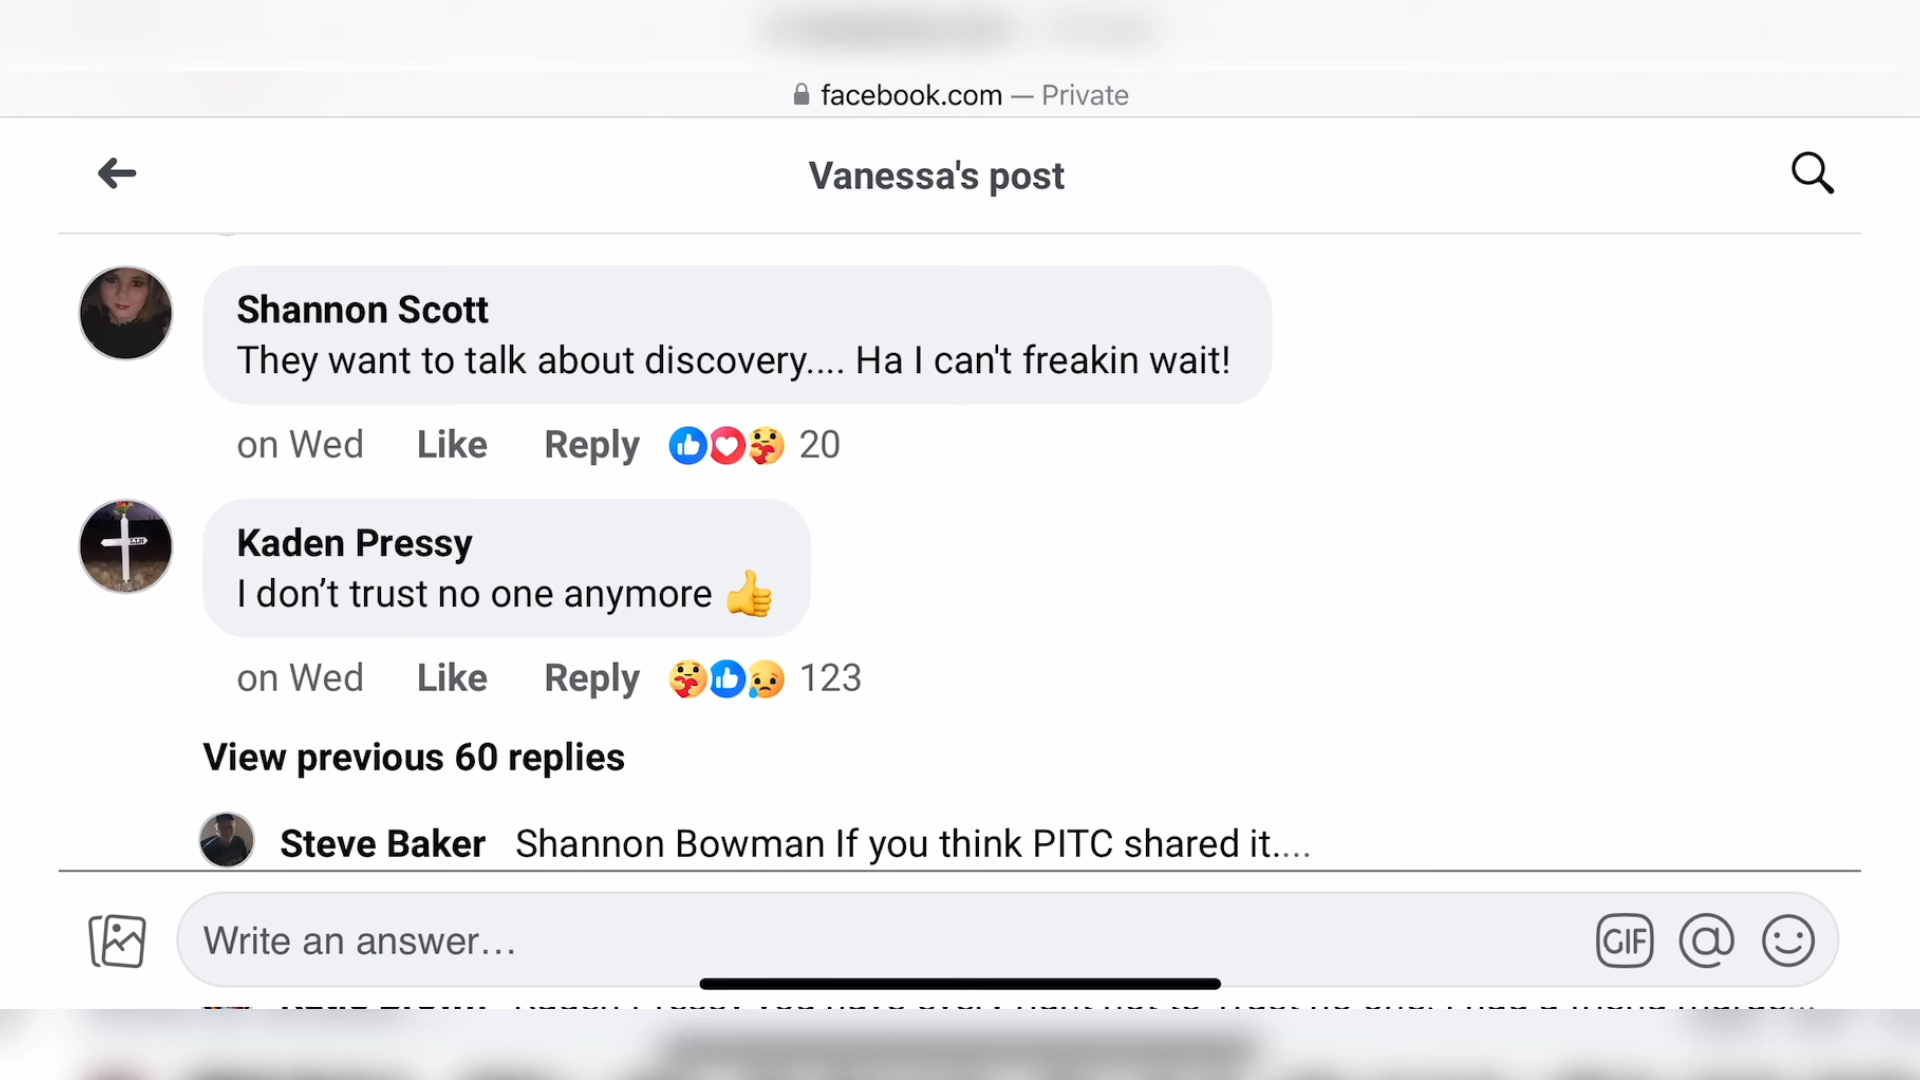 facebook.com — Private
Vanessa's post
Shannon Scott
They want to talk about discovery.... Ha I can't freakin wait!
on Wed Like Reply 20
Kaden Pressy
I don’t trust no one anymore 👍
on Wed Like Reply 123
View previous 60 replies
Steve Baker Shannon Bowman If you think PITC shared it....
Write an answer…
GIF @